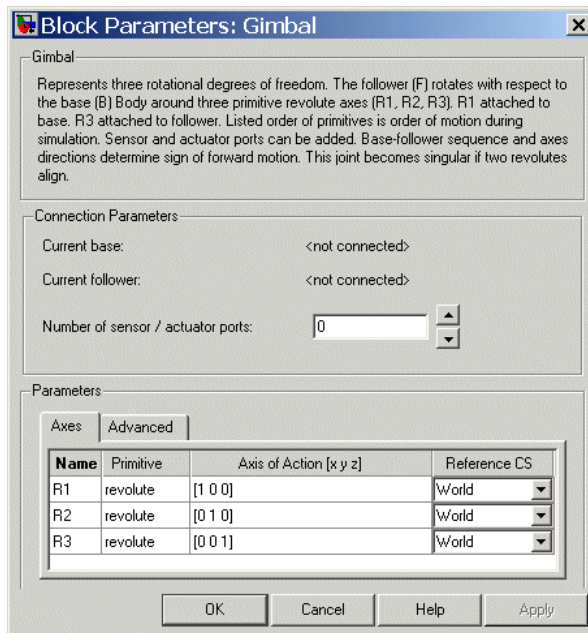 Block Parameters: Gimbal
Gimbal
Represents three rotational degrees of freedom. The follower (F) rotates with respect to
the base (B) Body around three primitive revolute axes (R1, R2, R3). R1 attached to
base. R3 attached to follower. Listed order of primitives is order of motion during
simulation. Sensor and actuator ports can be added. Base-follower sequence and axes
directions determine sign of forward motion. This joint becomes singular if two revolutes
align.
Connection Parameters
Current base: <not connected>
Current follower: <not connected>
Number of sensor / actuator ports: 0
Parameters
Axes Advanced
Name Primitive Axis of Action [x y z] Reference CS
R1 revolute [1 0 0] World
R2 revolute [0 1 0] World
R3 revolute [0 0 1] World
OK Cancel Help Apply